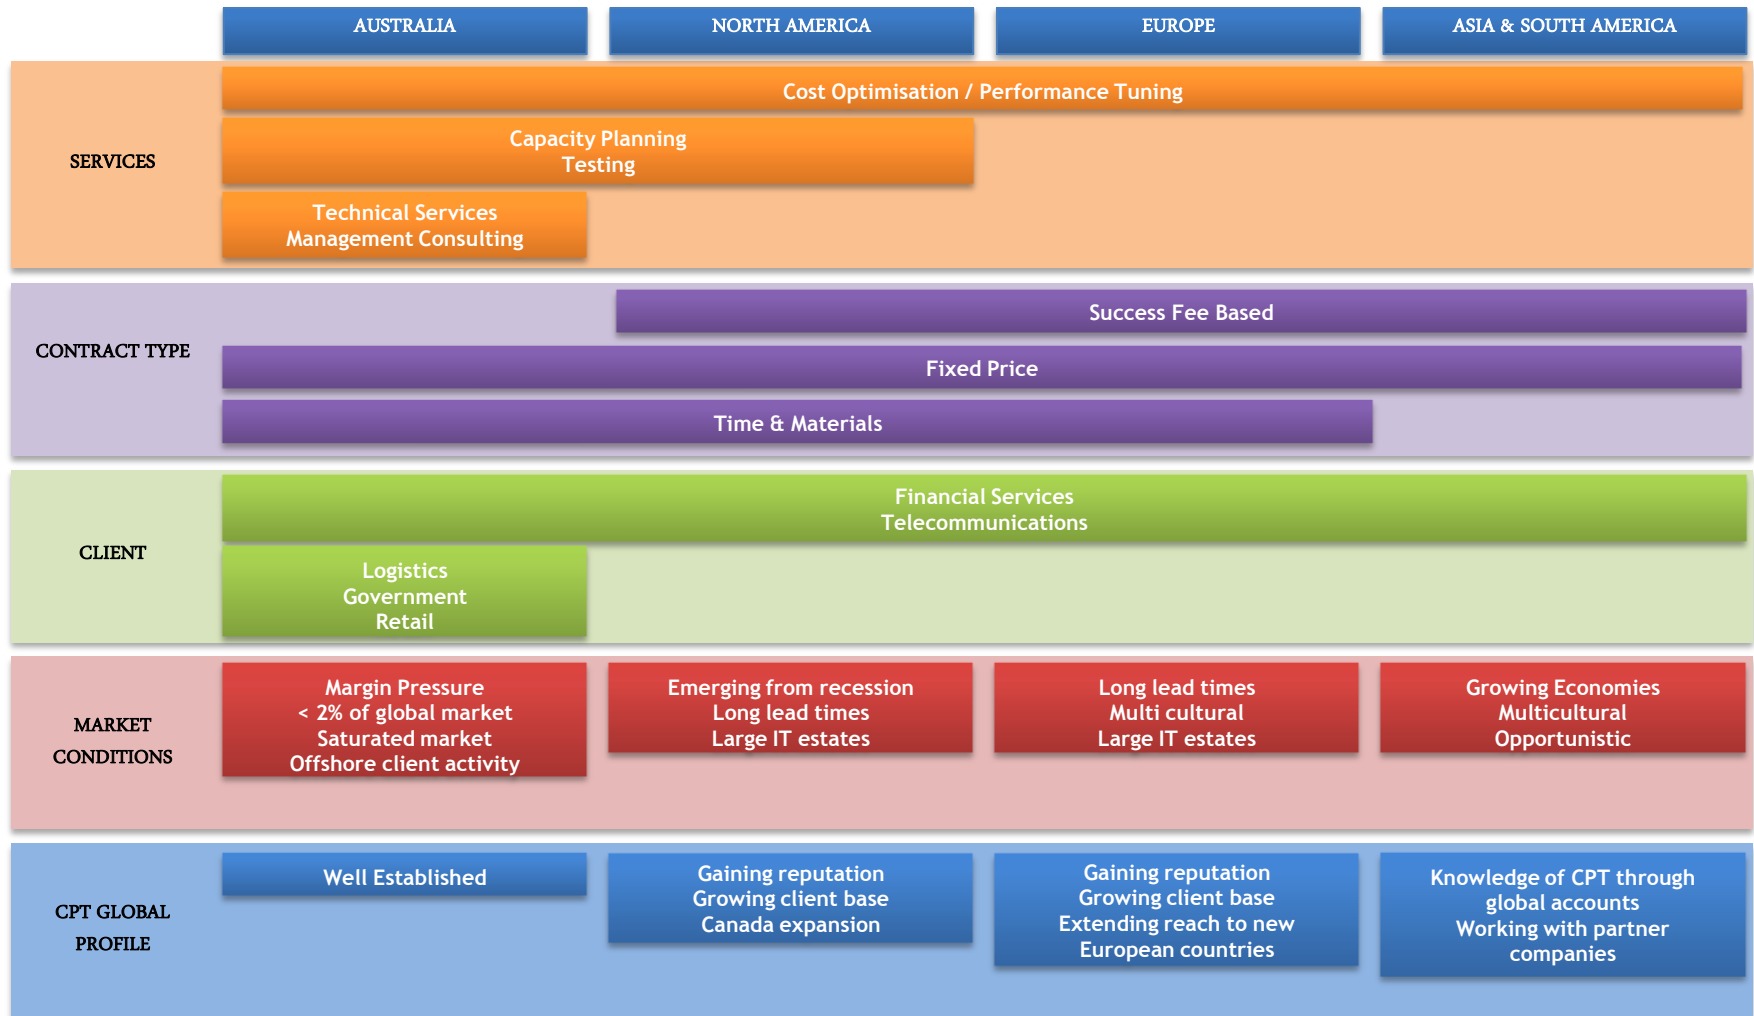 AUSTRALIA
NORTH AMERICA
EUROPE
ASIA & SOUTH AMERICA
SERVICES
Cost Optimisation / Performance Tuning
Capacity Planning
Testing
Technical Services
Management Consulting
CONTRACT TYPE
Success Fee Based
Fixed Price
Time & Materials
CLIENT
Financial Services
Telecommunications
Logistics
Government
Retail
MARKET
CONDITIONS
Margin Pressure
< 2% of global market
Saturated market
Offshore client activity
Emerging from recession
Long lead times
Large IT estates
Long lead times
Multi cultural
Large IT estates
Growing Economies
Multicultural
Opportunistic
CPT GLOBAL
PROFILE
Well Established
Gaining reputation
Growing client base
Canada expansion
Gaining reputation
Growing client base
Extending reach to new
European countries
Knowledge of CPT through
global accounts
Working with partner
companies